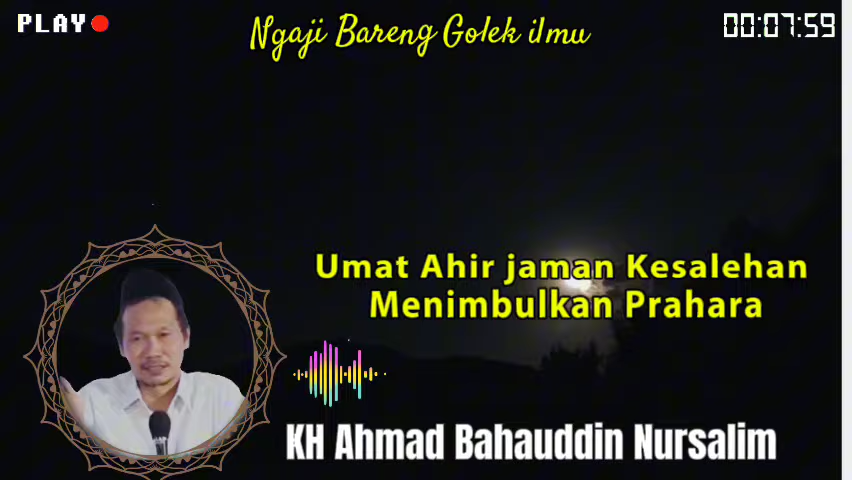 PLAY
Ngaji Bareng Golek ilmu
00:07:59
Umat Ahir jaman Kesalehan
Menimbulkan Prahara
KH Ahmad Bahauddin Nursalim